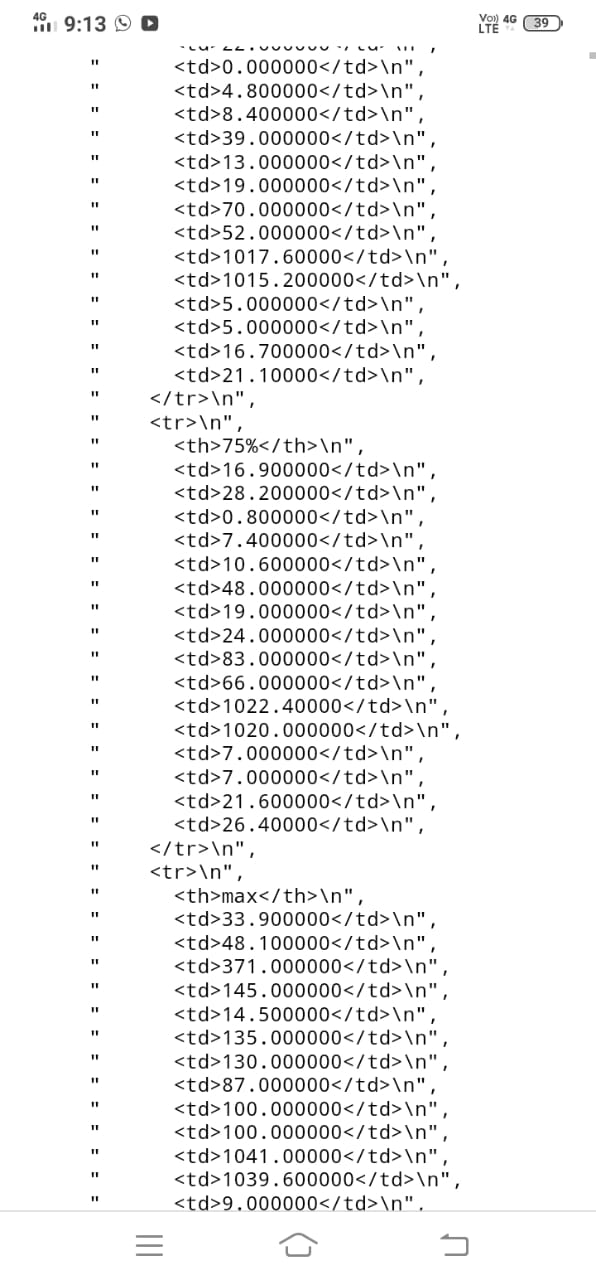 4G 9:13 Vo)) 4G LTE 39
" <td>0.000000</td>\n",
" <td>4.800000</td>\n",
" <td>8.400000</td>\n",
" <td>39.000000</td>\n",
" <td>13.000000</td>\n",
" <td>19.000000</td>\n",
" <td>70.000000</td>\n",
" <td>52.000000</td>\n",
" <td>1017.60000</td>\n",
" <td>1015.200000</td>\n",
" <td>5.000000</td>\n",
" <td>5.000000</td>\n",
" <td>16.700000</td>\n",
" <td>21.10000</td>\n",
" </tr>\n",
" <tr>\n",
" <th>75%</th>\n",
" <td>16.900000</td>\n",
" <td>28.200000</td>\n",
" <td>0.800000</td>\n",
" <td>7.400000</td>\n",
" <td>10.600000</td>\n",
" <td>48.000000</td>\n",
" <td>19.000000</td>\n",
" <td>24.000000</td>\n",
" <td>83.000000</td>\n",
" <td>66.000000</td>\n",
" <td>1022.40000</td>\n",
" <td>1020.000000</td>\n",
" <td>7.000000</td>\n",
" <td>7.000000</td>\n",
" <td>21.600000</td>\n",
" <td>26.40000</td>\n",
" </tr>\n",
" <tr>\n",
" <th>max</th>\n",
" <td>33.900000</td>\n",
" <td>48.100000</td>\n",
" <td>371.000000</td>\n",
" <td>145.000000</td>\n",
" <td>14.500000</td>\n",
" <td>135.000000</td>\n",
" <td>130.000000</td>\n",
" <td>87.000000</td>\n",
" <td>100.000000</td>\n",
" <td>100.000000</td>\n",
" <td>1041.00000</td>\n",
" <td>1039.600000</td>\n",
" <td>9.000000</td>\n",